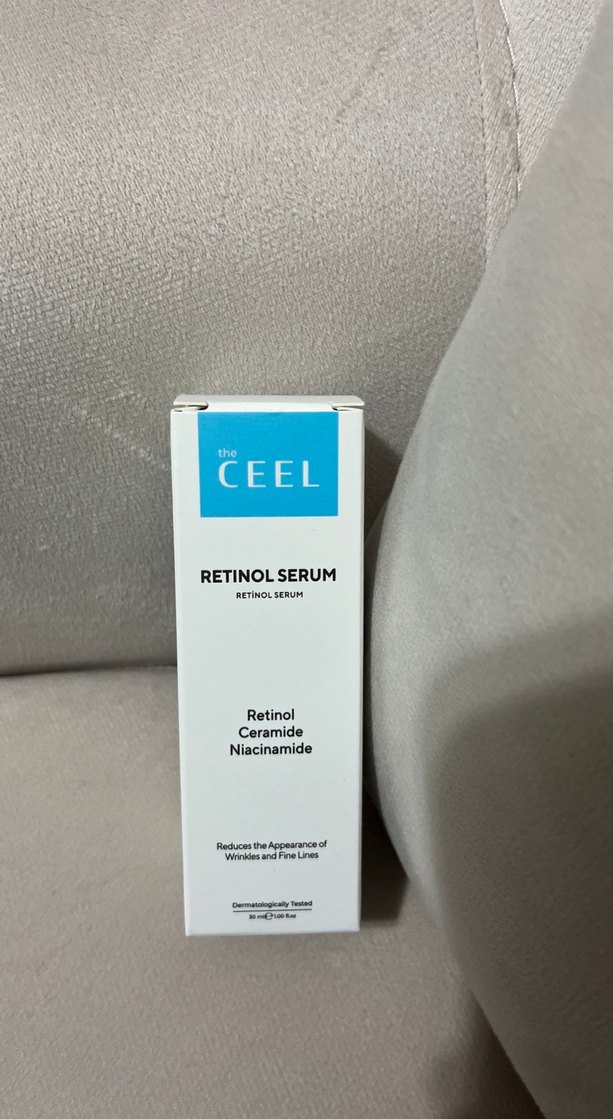 the
CEEL
RETINOL SERUM
RETİNOL SERUM
Retinol
Ceramide
Niacinamide
Reduces the Appearance of
Wrinkles and Fine Lines
Dermatologically Tested
30 ml ℮ 1.00 fl.oz